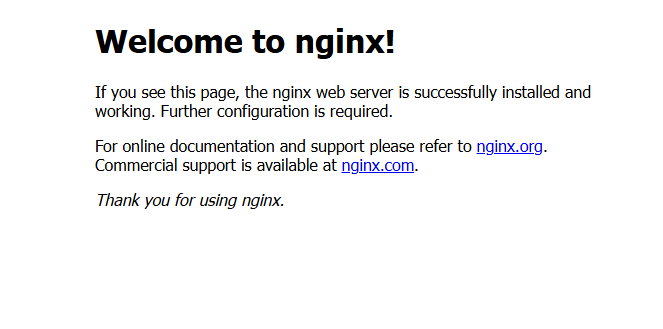 Welcome to nginx!
If you see this page, the nginx web server is successfully installed and
working. Further configuration is required.
For online documentation and support please refer to nginx.org.
Commercial support is available at nginx.com.
Thank you for using nginx.